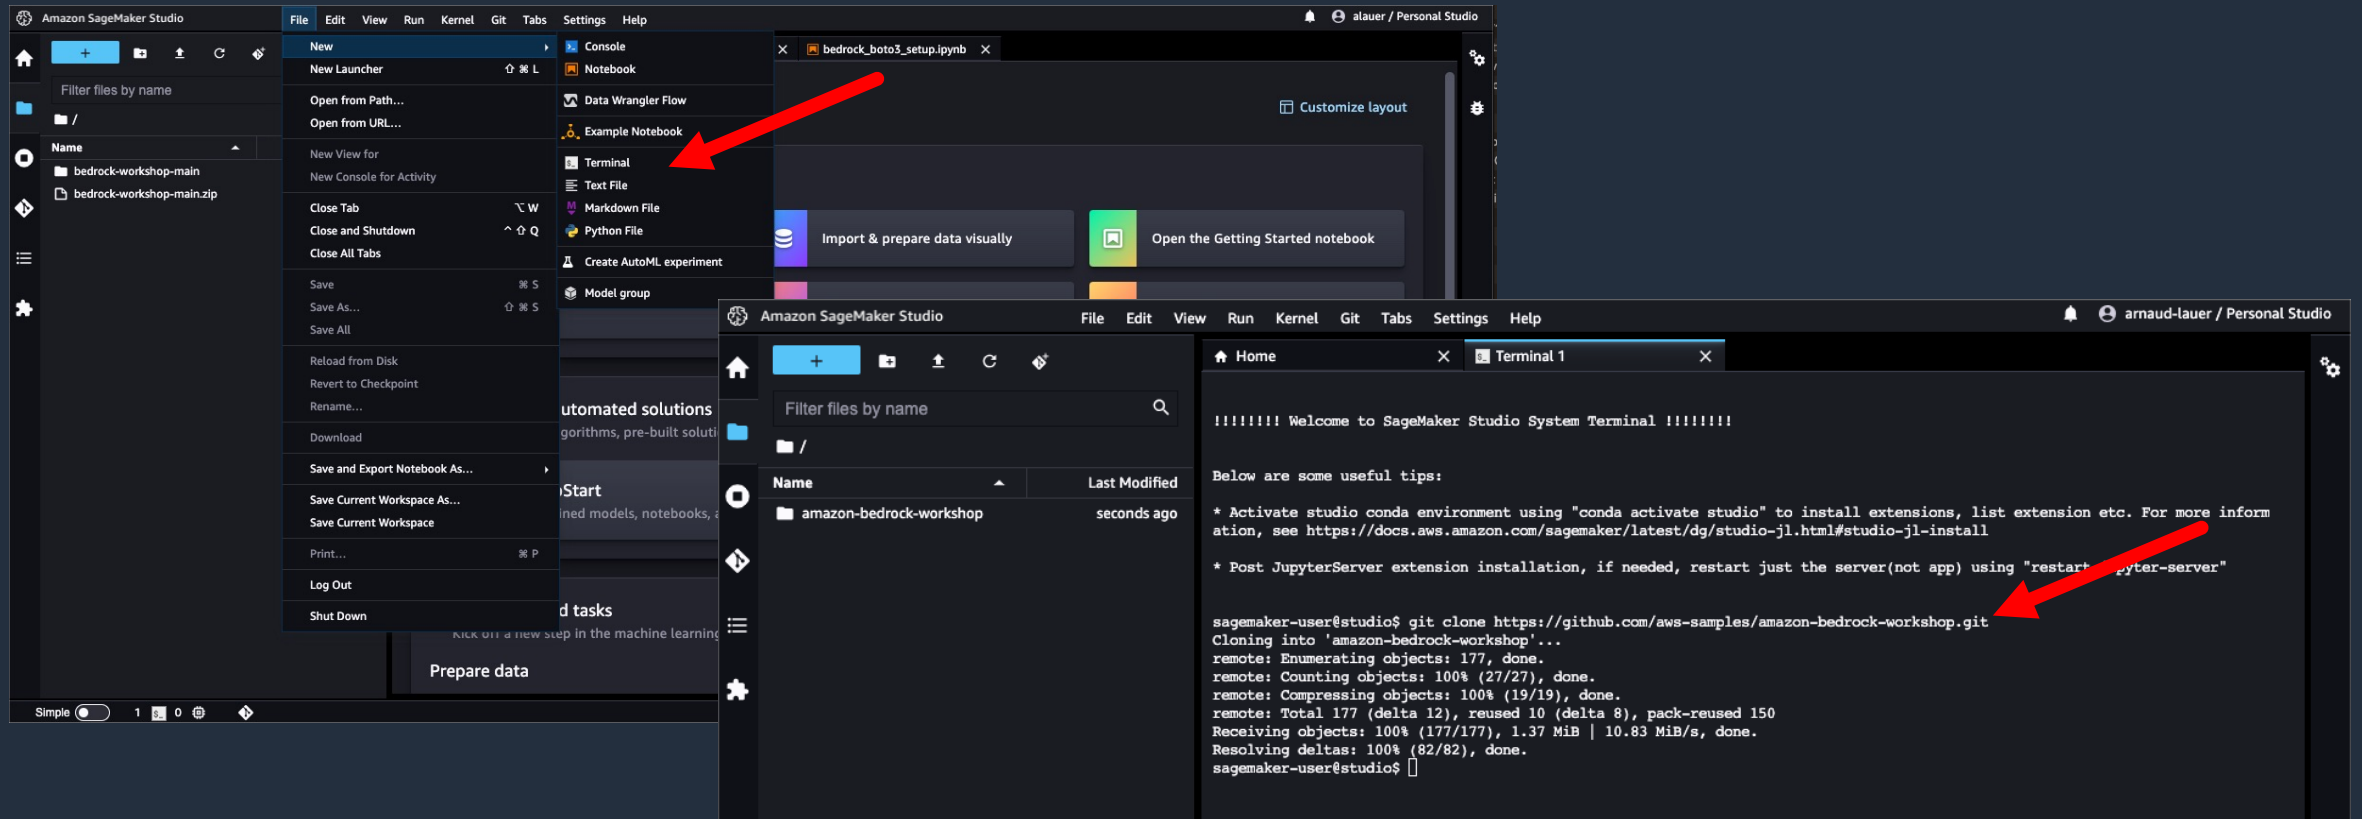 Amazon SageMaker Studio
File Edit View Run Kernel Git Tabs Settings Help
alauer / Personal Studio
+
Filter files by name
/
Name
bedrock-workshop-main
bedrock-workshop-main.zip
New
New Launcher ⇧ ⌘ L
Open from Path...
Open from URL...
New View for
New Console for Activity
Close Tab ⌥ W
Close and Shutdown ^ ⇧ Q
Close All Tabs
Save ⌘ S
Save As... ⇧ ⌘ S
Save All
Reload from Disk
Revert to Checkpoint
Rename...
Download
Save and Export Notebook As...
Save Current Workspace As...
Save Current Workspace
Print... ⌘ P
Log Out
Shut Down
Console
Notebook
Data Wrangler Flow
Example Notebook
Terminal
Text File
Markdown File
Python File
Create AutoML experiment
Model group
bedrock_boto3_setup.ipynb
Customize layout
Import & prepare data visually
Open the Getting Started notebook
utomated solutions
gorithms, pre-built soluti
Start
ined models, notebooks,
d tasks
Kick off a new step in the machine learning
Prepare data
Simple 1 0
Amazon SageMaker Studio
File Edit View Run Kernel Git Tabs Settings Help
arnaud-lauer / Personal Studio
+
Filter files by name
/
Name Last Modified
amazon-bedrock-workshop seconds ago
Home
Terminal 1
!!!!!!!! Welcome to SageMaker Studio System Terminal !!!!!!!!
Below are some useful tips:
* Activate studio conda environment using "conda activate studio" to install extensions, list extension etc. For more inform
ation, see https://docs.aws.amazon.com/sagemaker/latest/dg/studio-jl.html#studio-jl-install
* Post JupyterServer extension installation, if needed, restart just the server(not app) using "restart- pyter-server"
sagemaker-user@studio$ git clone https://github.com/aws-samples/amazon-bedrock-workshop.git
Cloning into 'amazon-bedrock-workshop'...
remote: Enumerating objects: 177, done.
remote: Counting objects: 100% (27/27), done.
remote: Compressing objects: 100% (19/19), done.
remote: Total 177 (delta 12), reused 10 (delta 8), pack-reused 150
Receiving objects: 100% (177/177), 1.37 MiB | 10.83 MiB/s, done.
Resolving deltas: 100% (82/82), done.
sagemaker-user@studio$